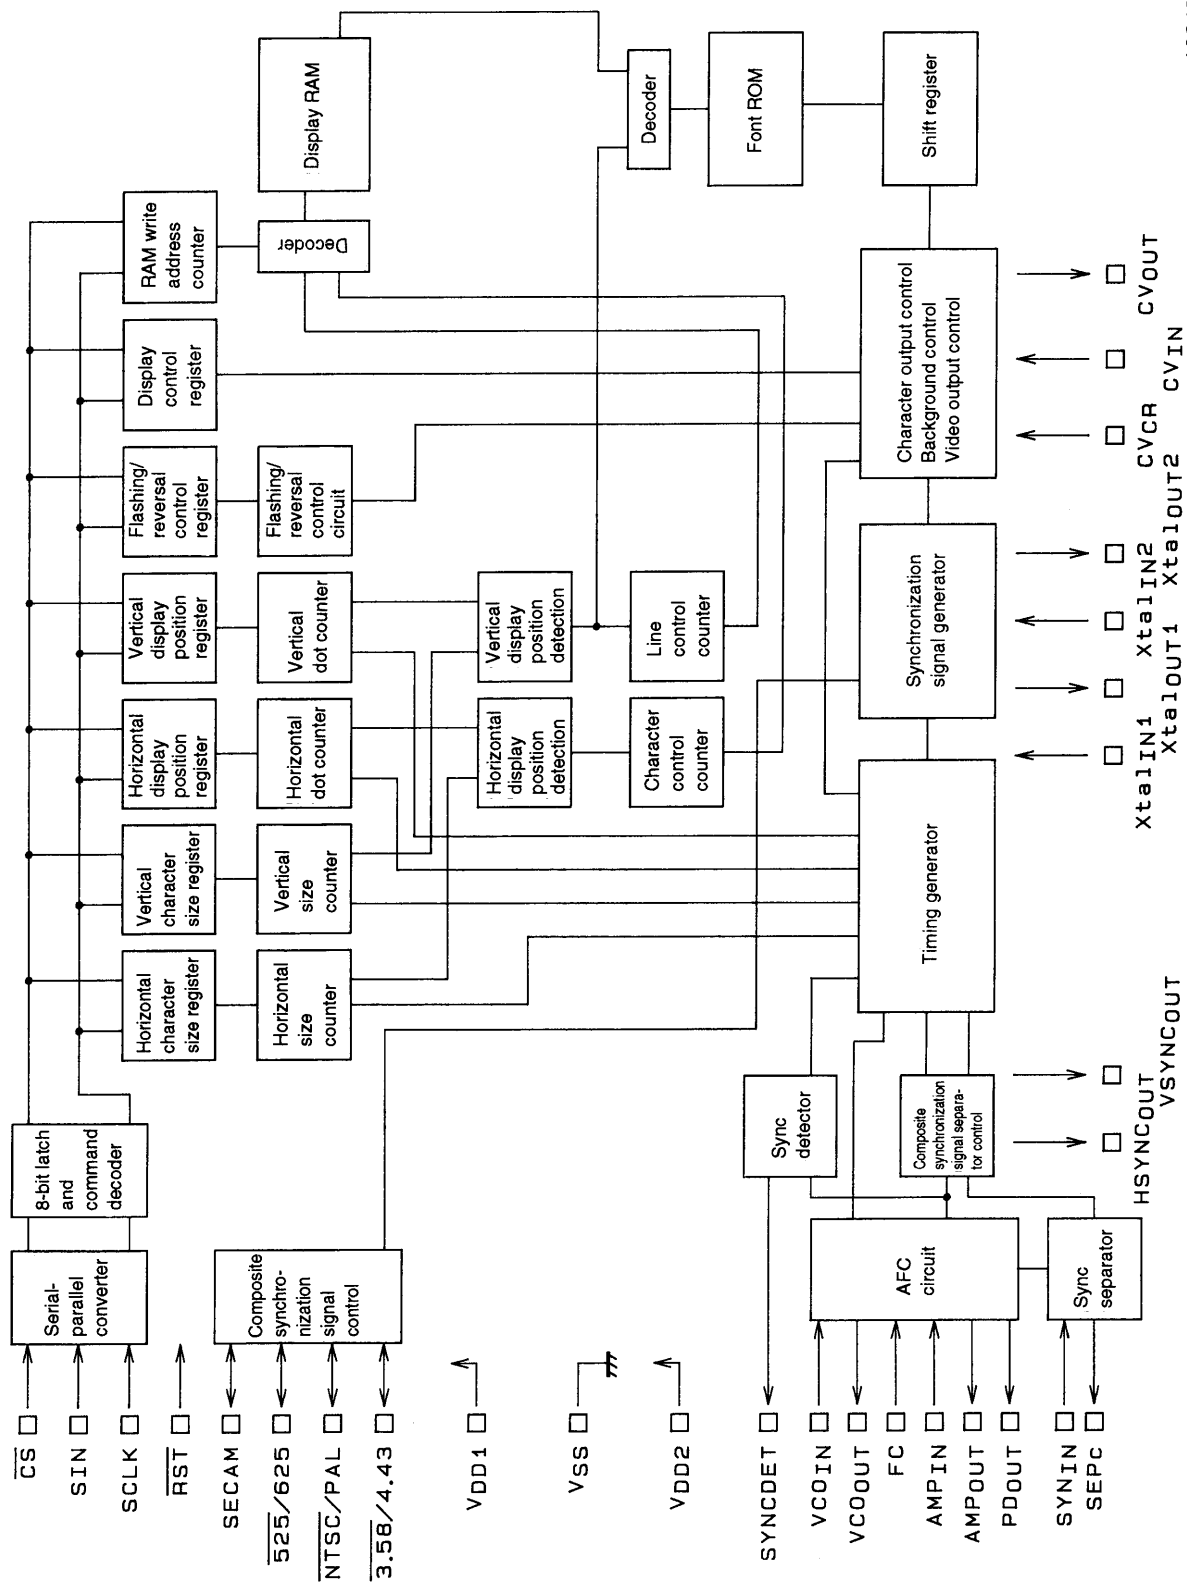 CS
SIN
SCLK
RST
SECAM
525/625
NTSC/PAL
3.58/4.43
VDD1
VSS
VDD2
SYNCDET
VCOIN
VCOOUT
FC
AMPIN
AMPOUT
PDOUT
SYNIN
SEPC
Serial-
parallel
converter
8-bit latch
and
command
decoder
Composite
synchro-
nization
signal
control
Horizontal
character
size register
Vertical
character
size register
Horizontal
display
position
register
Vertical
display
position
register
Flashing/
reversal
control
register
Display
control
register
RAM write
address
counter
Horizontal
size
counter
Vertical
size
counter
Horizontal
dot counter
Vertical
dot counter
Flashing/
reversal
control
circuit
Decoder
Display RAM
Horizontal
display
position
detection
Vertical
display
position
detection
Character
control
counter
Line
control
counter
Decoder
Font ROM
Shift register
Sync
detector
AFC
circuit
Sync
separator
Composite
synchronization
signal separa-
tor control
Timing generator
Synchronization
signal generator
Character output control
Background control
Video output control
HSYNCOUT
VSYNCOUT
XtalIN1
XtalOUT1
XtalIN2
XtalOUT2
CVCR
CVIN
CVOUT